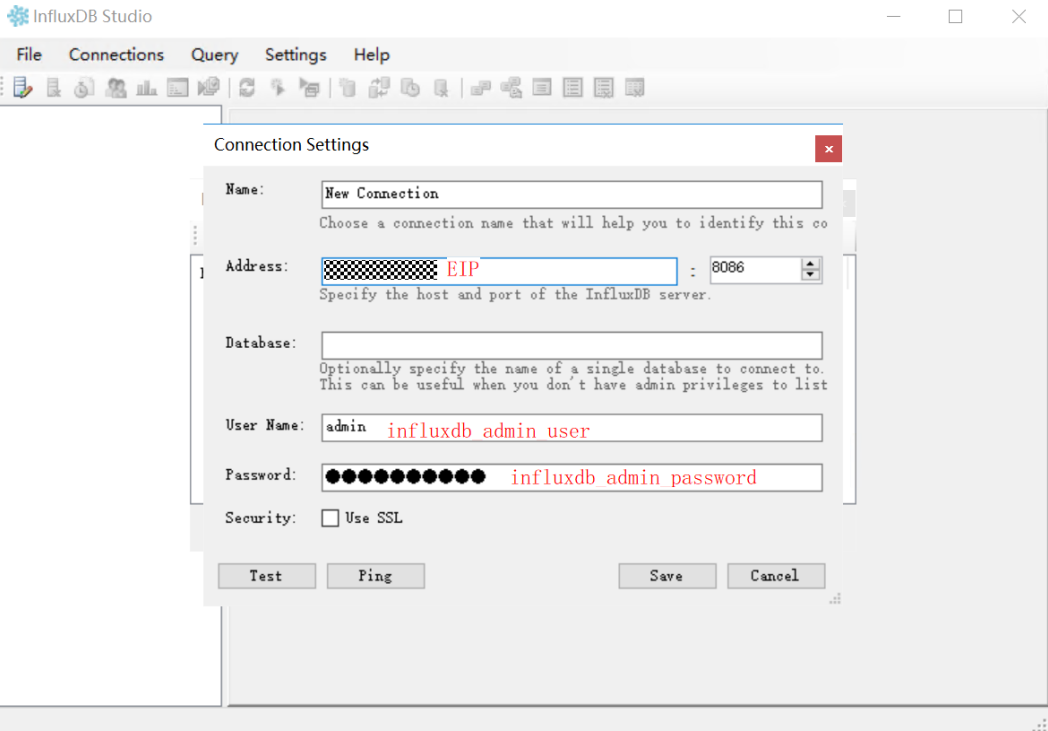 InfluxDB Studio
File Connections Query Settings Help
Connection Settings
Name: New Connection
Choose a connection name that will help you to identify this co
Address: EIP : 8086
Specify the host and port of the InfluxDB server.
Database:
Optionally specify the name of a single database to connect to.
This can be useful when you don't have admin privileges to list
User Name: admin influxdb admin user
Password: influxdb_admin_password
Security: Use SSL
Test Ping Save Cancel